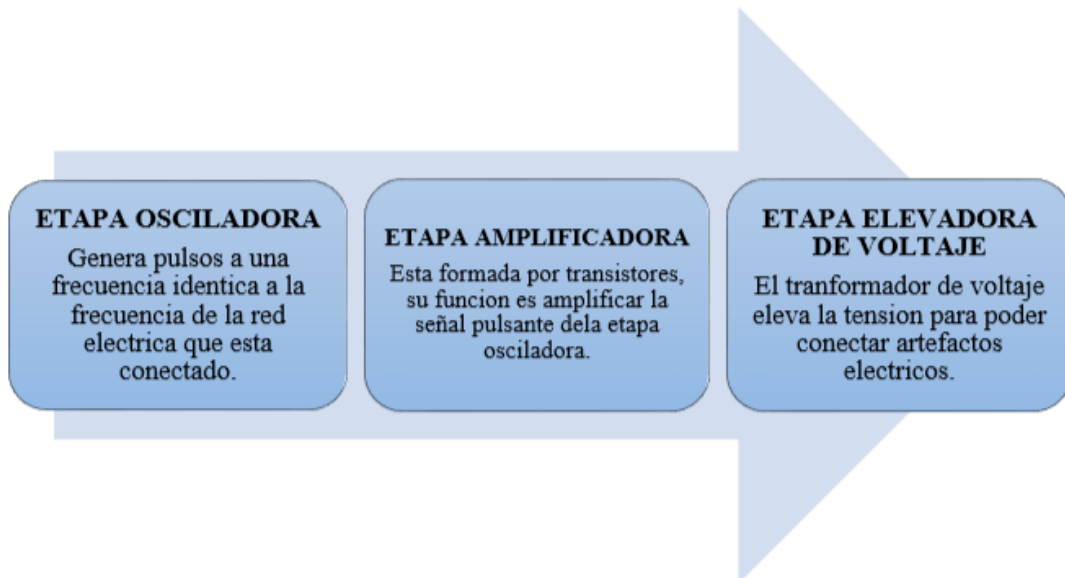 ETAPA OSCILADORA
Genera pulsos a una
frecuencia identica a la
frecuencia de la red
electrica que esta
conectado.
ETAPA AMPLIFICADORA
Esta formada por transistores,
su funcion es amplificar la
señal pulsante dela etapa
osciladora.
ETAPA ELEVADORA
DE VOLTAJE
El tranformador de voltaje
eleva la tension para poder
conectar artefactos
electricos.